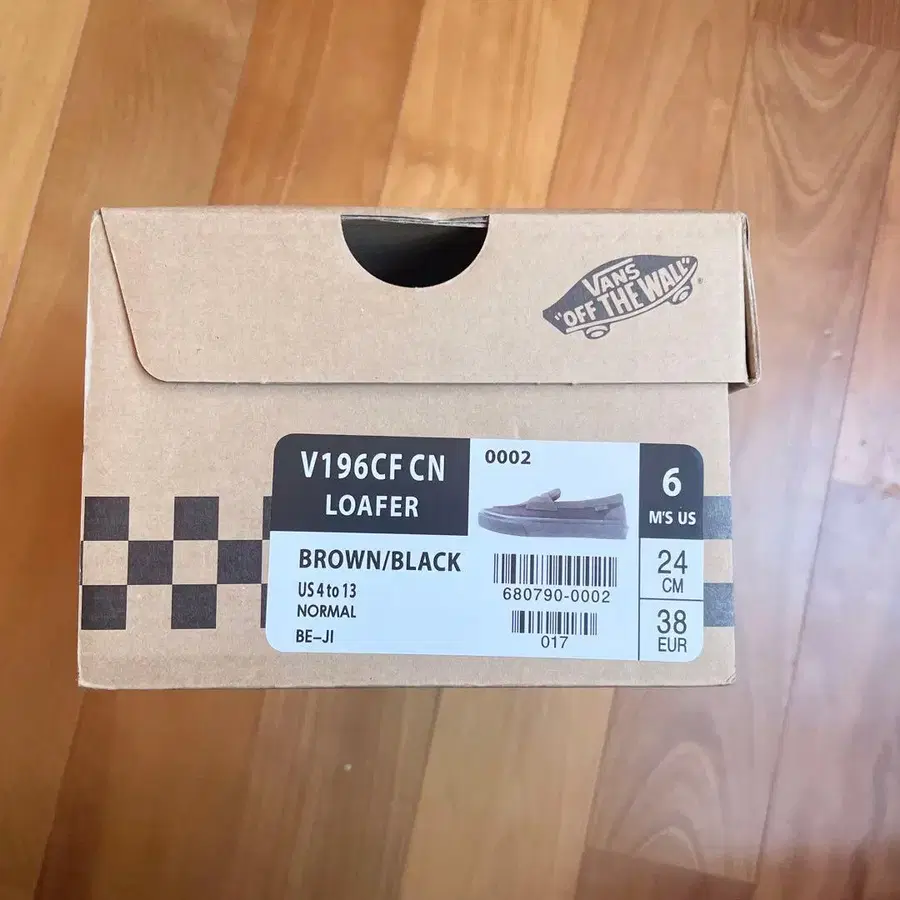 VANS
"OFF THE WALL"
®
V196CF CN
LOAFER
0002
6
M'S US
BROWN/BLACK
US 4 to 13
NORMAL
BE-JI
680790-0002
017
24
CM
38
EUR